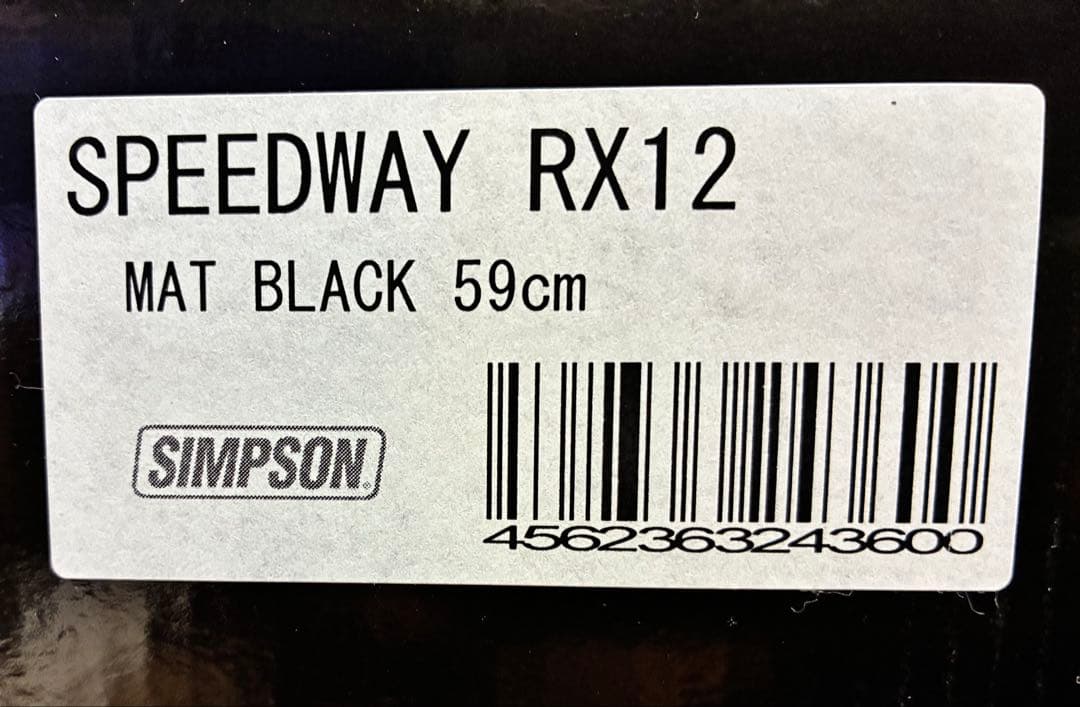 SPEEDWAY RX12
MAT BLACK 59cm
SIMPSON®
4562363243600